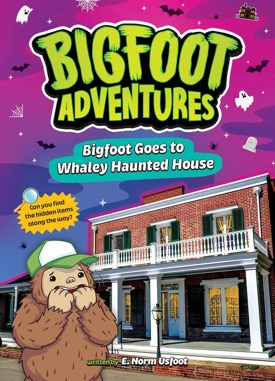 BIGFOOT
ADVENTURES
Bigfoot Goes to
Whaley Haunted House
Can you find
the hidden items
along the way?
written by E. Norm Usfoot